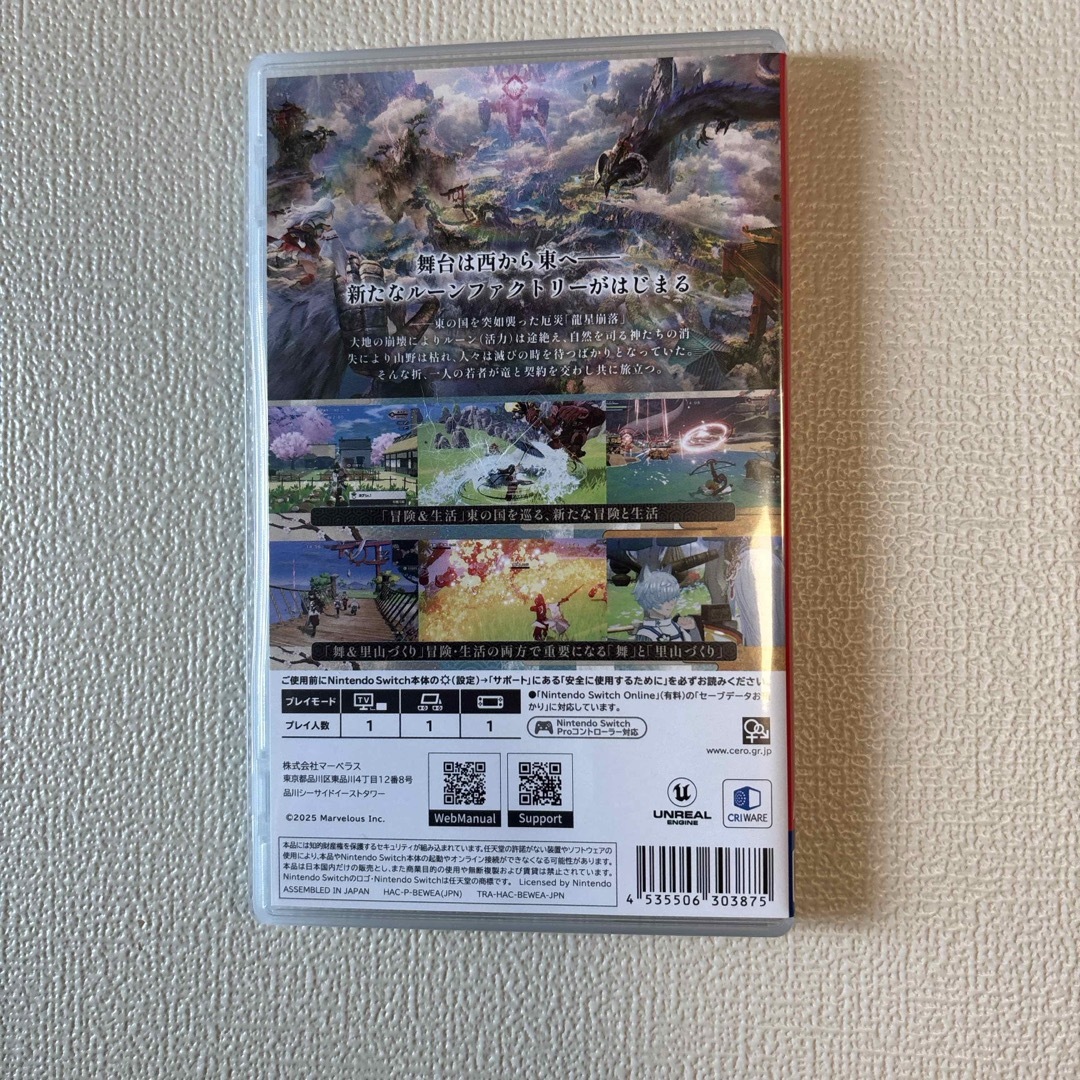 舞台は西から東へ――
新たなルーンファクトリーがはじまる
――東の国を突如襲った厄災「龍星崩落」
大地の崩壊によりルーン(活力)は途絶え、自然を司る神たちの消
失により山野は枯れ、人々は滅びの時を待つばかりとなっていた。
そんな折、一人の若者が竜と契約を交わし共に旅立つ。
「冒険&生活」東の国を巡る、新たな冒険と生活
「舞&里山づくり」冒険・生活の両方で重要になる「舞」と「里山づくり」
ご使用前にNintendo Switch本体の(設定)→「サポート」にある「安全に使用するために」を必ずお読みください。
プレイモード TV
プレイ人数 1 1 1
●「Nintendo Switch Online」(有料)の「セーブデータお
かり」に対応しています。
Nintendo Switch
Proコントローラー対応
www.cero.gr.jp
株式会社マーベラス
東京都品川区東品川4丁目12番8号
品川シーサイドイーストタワー
©2025 Marvelous Inc.
WebManual
Support
UNREAL
ENGINE
CRIWARE
本品には知的財産権を保護するセキュリティが組み込まれています。任天堂の許諾がない装置やソフトウェアの
使用により、本品やNintendo Switch本体の起動やオンライン接続ができなくなる可能性があります。
本品は日本国内だけの販売とし、また商業目的の使用や無断複製および賃貸は禁止されています。
Nintendo Switchのロゴ・Nintendo Switchは任天堂の商標です。 Licensed by Nintendo
ASSEMBLED IN JAPAN HAC-P-BEWEA(JPN) TRA-HAC-BEWEA-JPN
4 535506 303875